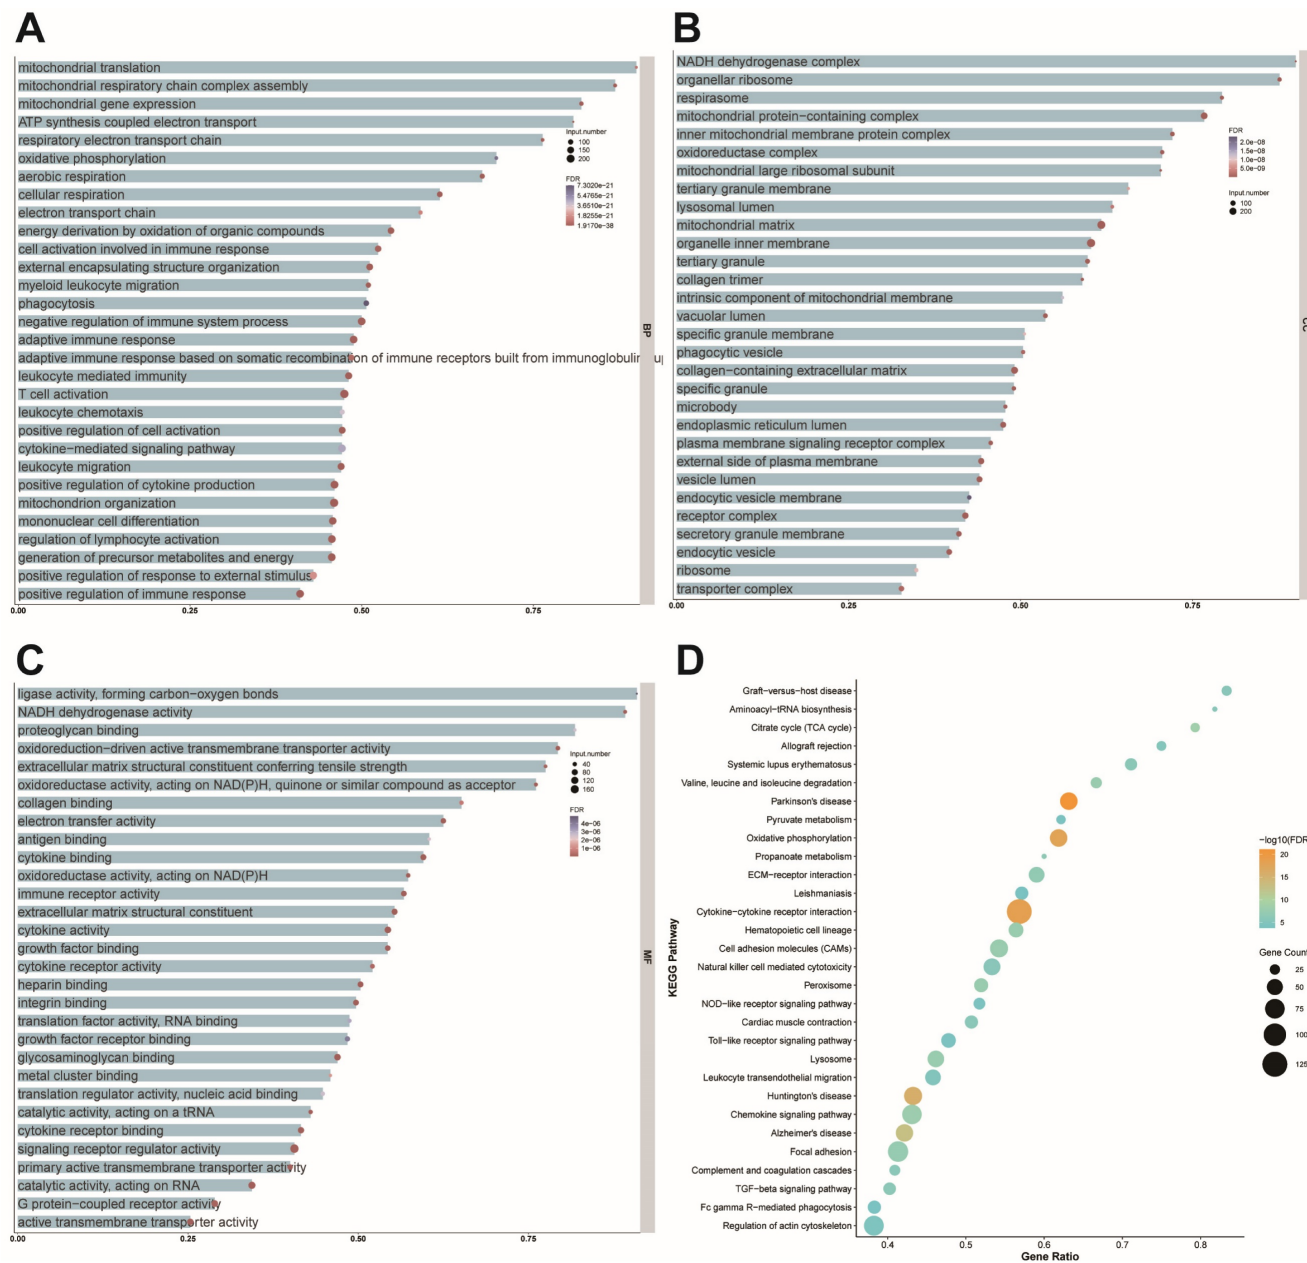 A
mitochondrial translation
mitochondrial respiratory chain complex assembly
mitochondrial gene expression
ATP synthesis coupled electron transport
respiratory electron transport chain
oxidative phosphorylation
aerobic respiration
cellular respiration
electron transport chain
energy derivation by oxidation of organic compounds
cell activation involved in immune response
external encapsulating structure organization
myeloid leukocyte migration
phagocytosis
negative regulation of immune system process
adaptive immune response
adaptive immune response based on somatic recombination of immune receptors built from immunoglobulin
leukocyte mediated immunity
T cell activation
leukocyte chemotaxis
positive regulation of cell activation
cytokine−mediated signaling pathway
leukocyte migration
positive regulation of cytokine production
mitochondrion organization
mononuclear cell differentiation
regulation of lymphocyte activation
generation of precursor metabolites and energy
positive regulation of response to external stimulus
positive regulation of immune response
0.00 0.25 0.50 0.75
Input.number
100
150
200
FDR
7.3020e−21
5.4765e−21
3.6510e−21
1.8255e−21
1.9170e−38
BP
B
NADH dehydrogenase complex
organellar ribosome
respirasome
mitochondrial protein−containing complex
inner mitochondrial membrane protein complex
oxidoreductase complex
mitochondrial large ribosomal subunit
tertiary granule membrane
lysosomal lumen
mitochondrial matrix
organelle inner membrane
tertiary granule
collagen trimer
intrinsic component of mitochondrial membrane
vacuolar lumen
specific granule membrane
phagocytic vesicle
collagen−containing extracellular matrix
specific granule
microbody
endoplasmic reticulum lumen
plasma membrane signaling receptor complex
external side of plasma membrane
vesicle lumen
endocytic vesicle membrane
receptor complex
secretory granule membrane
endocytic vesicle
ribosome
transporter complex
0.00 0.25 0.50 0.75
FDR
2.0e−08
1.5e−08
1.0e−08
5.0e−09
Input.number
100
200
CC
C
ligase activity, forming carbon−oxygen bonds
NADH dehydrogenase activity
proteoglycan binding
oxidoreduction−driven active transmembrane transporter activity
extracellular matrix structural constituent conferring tensile strength
oxidoreductase activity, acting on NAD(P)H, quinone or similar compound as acceptor
collagen binding
electron transfer activity
antigen binding
cytokine binding
oxidoreductase activity, acting on NAD(P)H
immune receptor activity
extracellular matrix structural constituent
cytokine activity
growth factor binding
cytokine receptor activity
heparin binding
integrin binding
translation factor activity, RNA binding
growth factor receptor binding
glycosaminoglycan binding
metal cluster binding
translation regulator activity, nucleic acid binding
catalytic activity, acting on a tRNA
cytokine receptor binding
signaling receptor regulator activity
primary active transmembrane transporter activity
catalytic activity, acting on RNA
G protein−coupled receptor activity
active transmembrane transporter activity
0.00 0.25 0.50 0.75
Input.number
40
80
120
160
FDR
4e−06
3e−06
2e−06
1e−06
MF
D
KEGG Pathway
Graft−versus−host disease
Aminoacyl−tRNA biosynthesis
Citrate cycle (TCA cycle)
Allograft rejection
Systemic lupus erythematosus
Valine, leucine and isoleucine degradation
Parkinson's disease
Pyruvate metabolism
Oxidative phosphorylation
Propanoate metabolism
ECM−receptor interaction
Leishmaniasis
Cytokine−cytokine receptor interaction
Hematopoietic cell lineage
Cell adhesion molecules (CAMs)
Natural killer cell mediated cytotoxicity
Peroxisome
NOD−like receptor signaling pathway
Cardiac muscle contraction
Toll−like receptor signaling pathway
Lysosome
Leukocyte transendothelial migration
Huntington's disease
Chemokine signaling pathway
Alzheimer's disease
Focal adhesion
Complement and coagulation cascades
TGF−beta signaling pathway
Fc gamma R−mediated phagocytosis
Regulation of actin cytoskeleton
0.4 0.5 0.6 0.7 0.8
Gene Ratio
−log10(FDR
20
15
10
5
Gene Count
25
50
75
100
125